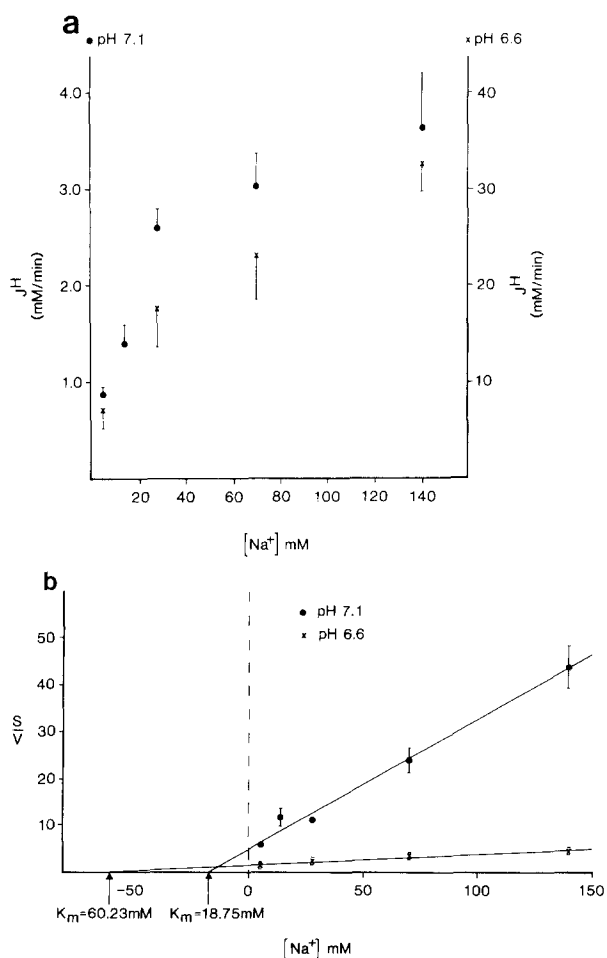 a
● pH 7.1
x pH 6.6
4.0
3.0
2.0
1.0
J^H
(mM/min)
40
30
20
10
J^H
(mM/min)
20 40 60 80 100 120 140
[Na⁺] mM
b
● pH 7.1
x pH 6.6
50
40
30
20
10
S/V
-50 0 50 100 150
Kₘ=60.23mM Kₘ=18.75mM
[Na⁺] mM